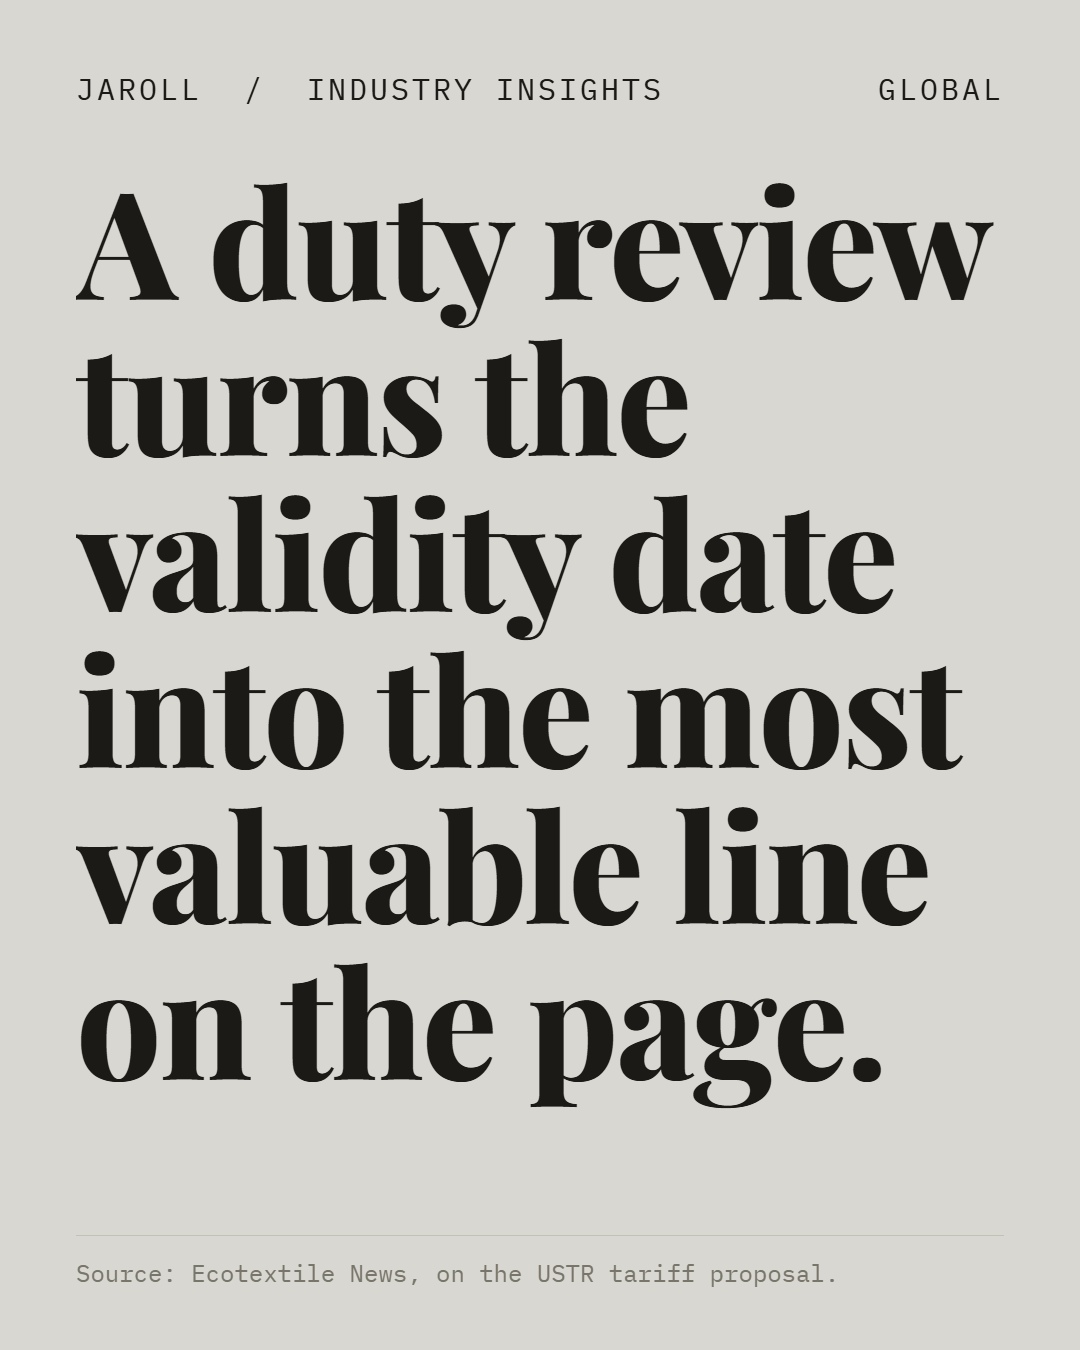 JAROLL / INDUSTRY INSIGHTS GLOBAL
A duty review
turns the
validity date
into the most
valuable line
on the page.
Source: Ecotextile News, on the USTR tariff proposal.